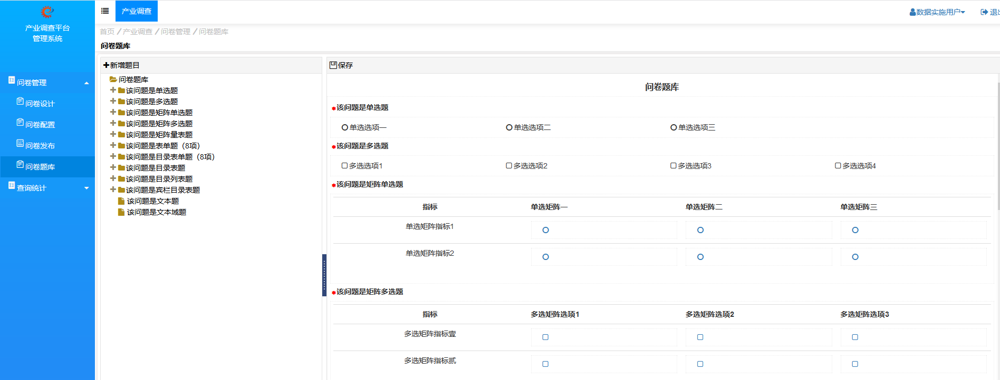 产业调查平台
管理系统
问卷管理
问卷设计
问卷配置
问卷发布
问卷题库
查询统计
产业调查
数据实施用户
退出
首页 / 产业调查 / 问卷管理 / 问卷题库
问卷题库
新增题目
问卷题库
该问题是单选题
该问题是多选题
该问题是矩阵单选题
该问题是矩阵多选题
该问题是矩阵量表题
该问题是表单题（8项）
该问题是目录表单题（8项）
该问题是目录表题
该问题是目录列表题
该问题是宾栏目录表题
该问题是文本题
该问题是文本域题
保存
问卷题库
该问题是单选题
单选选项一 单选选项二 单选选项三
该问题是多选题
多选选项1 多选选项2 多选选项3 多选选项4
该问题是矩阵单选题
指标 单选矩阵一 单选矩阵二 单选矩阵三
单选矩阵指标1
单选矩阵指标2
该问题是矩阵多选题
指标 多选矩阵选项1 多选矩阵选项2 多选矩阵选项3
多选矩阵指标壹
多选矩阵指标贰